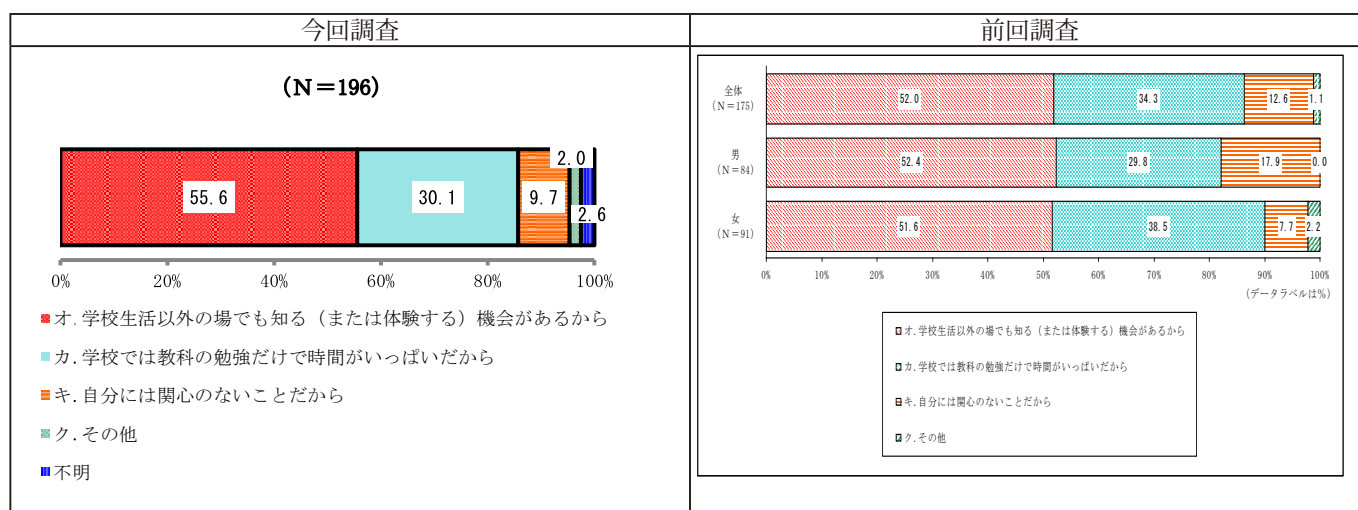 今回調査
(N＝196)
55.6
30.1
9.7
2.0
2.6
0%
20%
40%
60%
80%
100%
オ.学校生活以外の場でも知る（または体験する）機会があるから
カ.学校では教科の勉強だけで時間がいっぱいだから
キ.自分には関心のないことだから
ク.その他
不明
前回調査
全体
(N=175)
52.0
34.3
12.6
1.1
男
(N=84)
52.4
29.8
17.9
0.0
女
(N=91)
51.6
38.5
7.7
2.2
0%
10%
20%
30%
40%
50%
60%
70%
80%
90%
100%
(データラベルは%)
オ.学校生活以外の場でも知る（または体験する）機会があるから
カ.学校では教科の勉強だけで時間がいっぱいだから
キ.自分には関心のないことだから
ク.その他